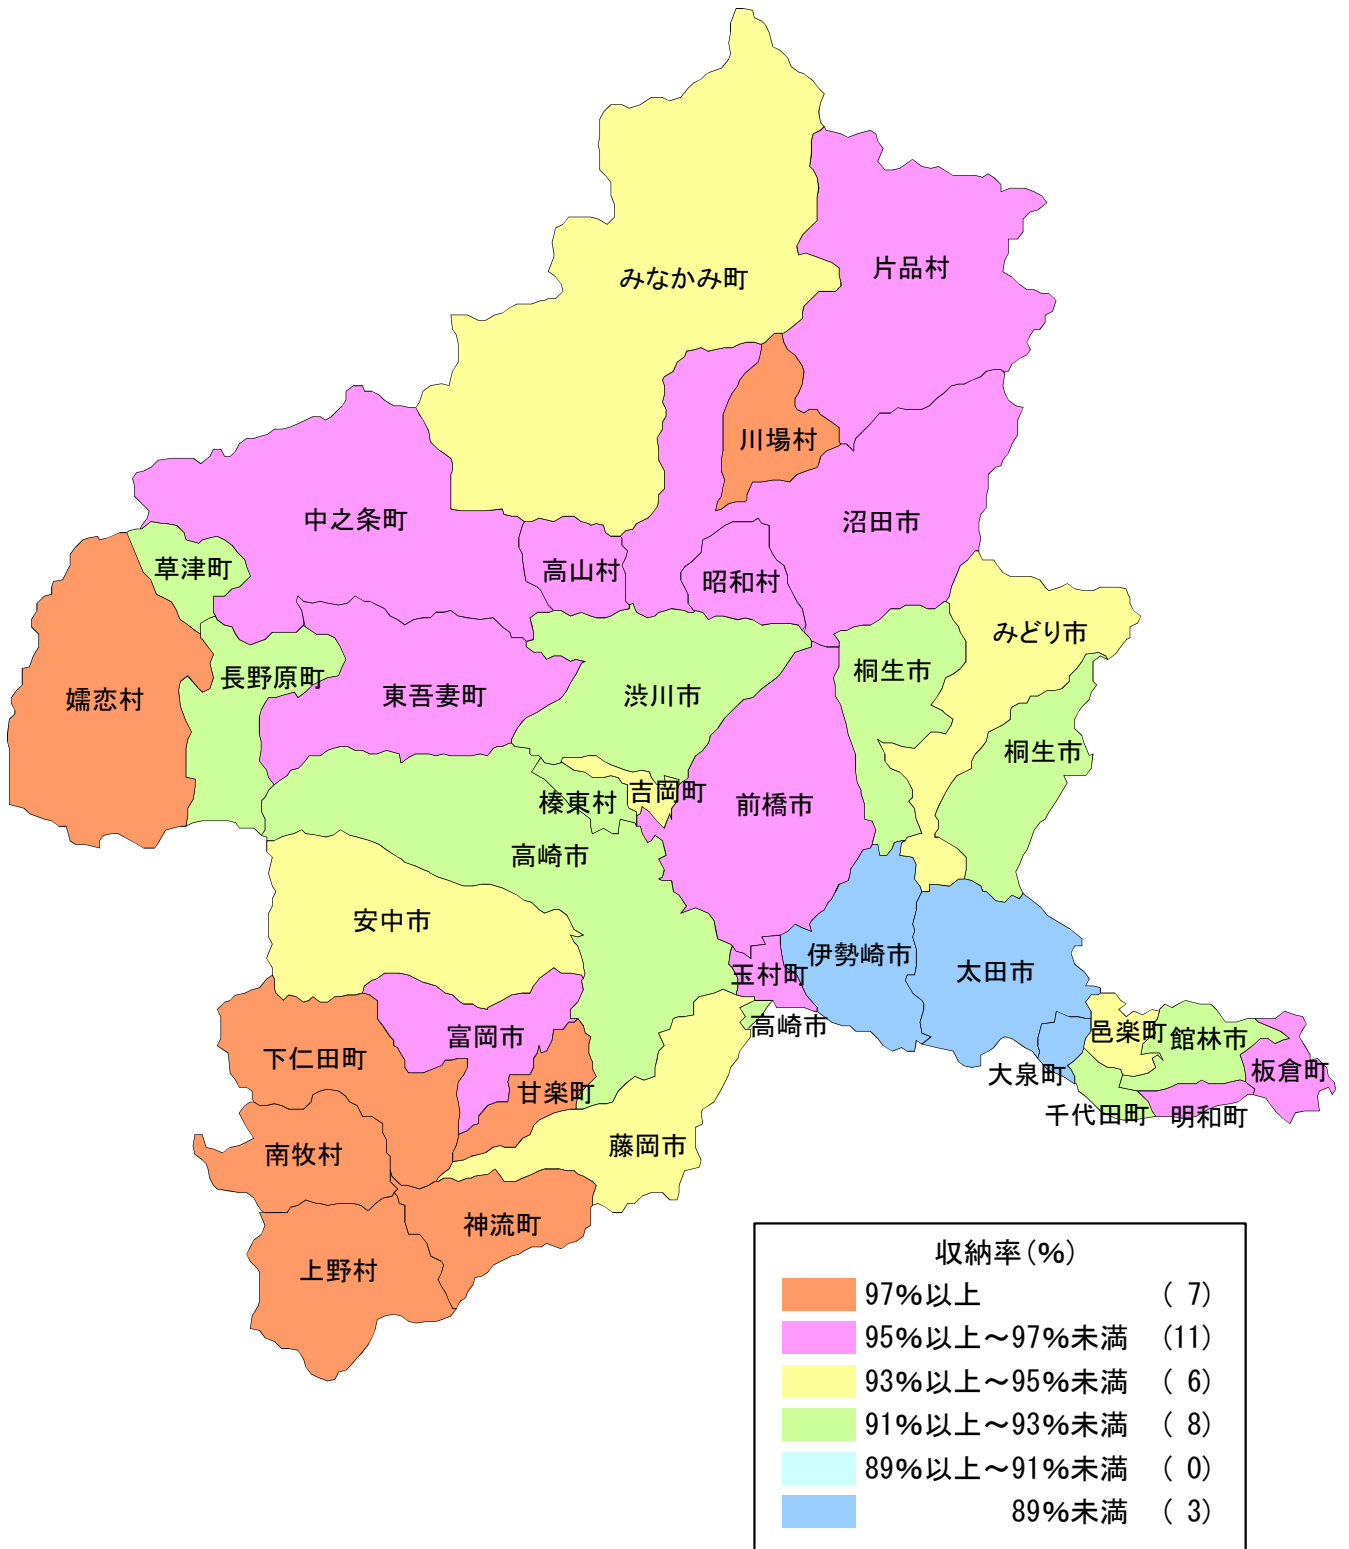 みなかみ町
片品村
川場村
中之条町
沼田市
高山村
昭和村
草津町
みどり市
桐生市
長野原町
嬬恋村
東吾妻町
渋川市
桐生市
吉岡町
榛東村
前橋市
高崎市
安中市
伊勢崎市
太田市
玉村町
高崎市
富岡市
邑楽町
館林市
下仁田町
大泉町
板倉町
甘楽町
千代田町
明和町
藤岡市
南牧村
神流町
上野村
収納率(%)
97%以上 ( 7)
95%以上～97%未満 (11)
93%以上～95%未満 ( 6)
91%以上～93%未満 ( 8)
89%以上～91%未満 ( 0)
89%未満 ( 3)